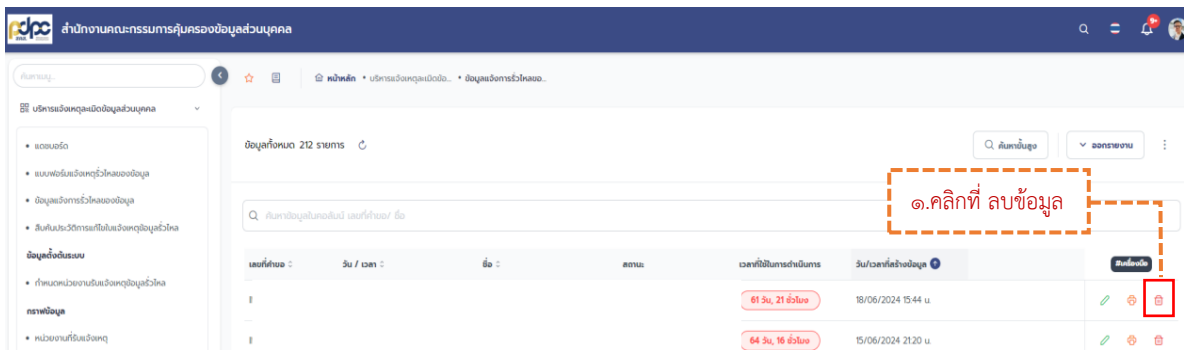 pdpc สำนักงานคณะกรรมการคุ้มครองข้อมูลส่วนบุคคล
9+
ค้นหาเมนู..
หน้าหลัก • บริหารแจ้งเหตุละเมิดข้อ... • ข้อมูลแจ้งการรั่วไหลของ...
บริหารแจ้งเหตุละเมิดข้อมูลส่วนบุคคล
• แดชบอร์ด
• แบบฟอร์มแจ้งเหตุรั่วไหลของข้อมูล
• ข้อมูลแจ้งการรั่วไหลของข้อมูล
• สืบค้นประวัติการแก้ไขใบแจ้งเหตุข้อมูลรั่วไหล
ข้อมูลตั้งต้นระบบ
• กำหนดหน่วยงานรับแจ้งเหตุข้อมูลรั่วไหล
กราฟข้อมูล
• หน่วยงานที่รับแจ้งเหตุ
ข้อมูลทั้งหมด 212 รายการ
ค้นหาขั้นสูง
ออกรายงาน
๑.คลิกที่ ลบข้อมูล
ค้นหาข้อมูลในคอลัมน์ เลขที่คำขอ/ ชื่อ
เลขที่คำขอ วัน / เวลา ชื่อ สถานะ เวลาที่ใช้ในการดำเนินการ วัน/เวลาที่สร้างข้อมูล
61 วัน, 21 ชั่วโมง 18/06/2024 15:44 น.
64 วัน, 16 ชั่วโมง 15/06/2024 21:20 น.